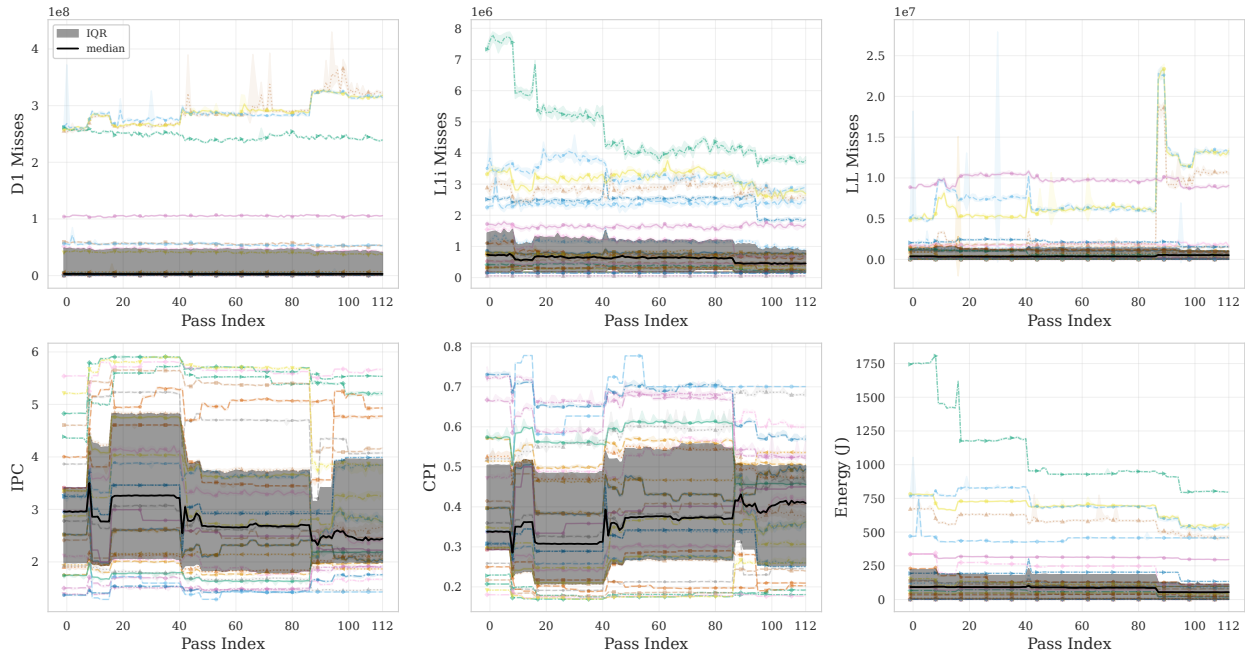 1e8
IQR
median
4
3
2
1
0
D1 Misses
0 20 40 60 80 100 112
Pass Index
1e6
8
7
6
5
4
3
2
1
0
L1i Misses
0 20 40 60 80 100 112
Pass Index
1e7
2.5
2.0
1.5
1.0
0.5
0.0
LL Misses
0 20 40 60 80 100 112
Pass Index
6
5
4
3
2
IPC
0 20 40 60 80 100 112
Pass Index
0.8
0.7
0.6
0.5
0.4
0.3
0.2
CPI
0 20 40 60 80 100 112
Pass Index
1750
1500
1250
1000
750
500
250
0
Energy (J)
0 20 40 60 80 100 112
Pass Index